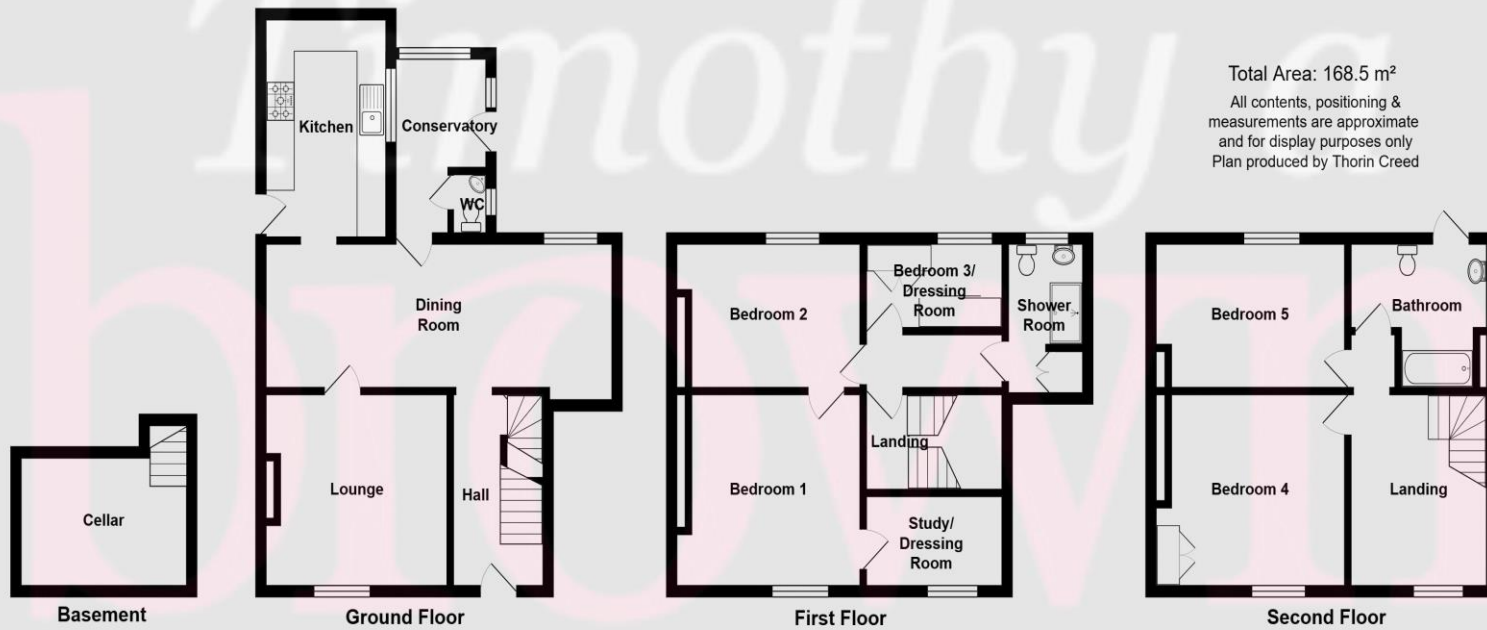 Timothy a
brown
Total Area: 168.5 m²
All contents, positioning &
measurements are approximate
and for display purposes only
Plan produced by Thorin Creed
Kitchen
Conservatory
WC
Dining
Room
Lounge
Hall
Cellar
Basement
Ground Floor
Bedroom 2
Bedroom 3/
Dressing
Room
Shower
Room
Landing
Bedroom 1
Study/
Dressing
Room
First Floor
Bedroom 5
Bathroom
Bedroom 4
Landing
Second Floor